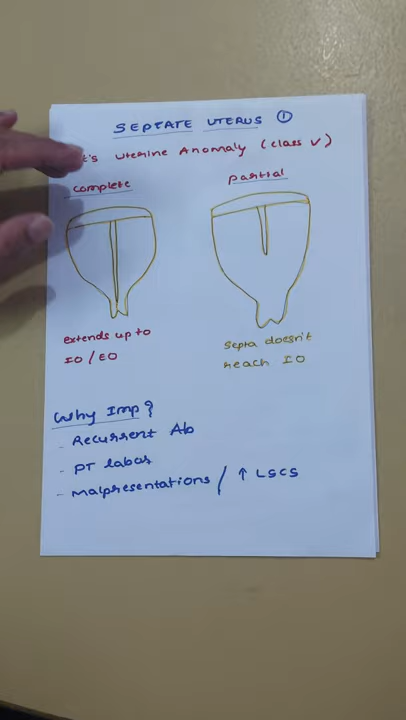 SEPTATE UTERUS ①
It's Uterine Anomaly (class V)
complete
partial
extends up to
IO / EO
Septa doesn't
reach IO
Why Imp?
- Recurrent Ab
- PT labor
- Malpresentations / ↑ LSCS